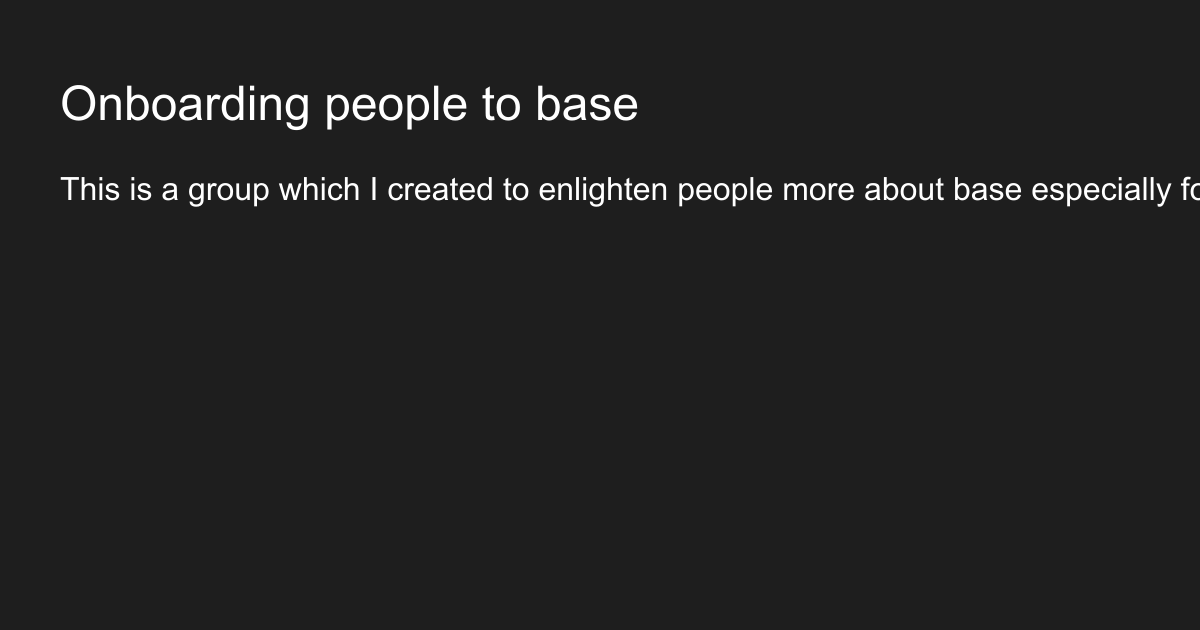 Onboarding people to base
This is a group which I created to enlighten people more about base especially